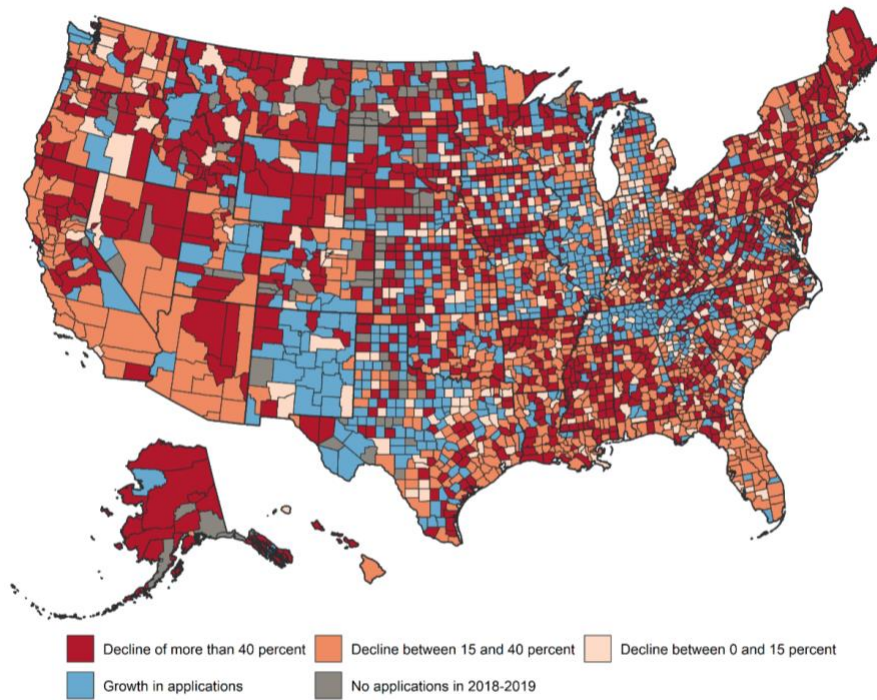 Decline of more than 40 percent
Decline between 15 and 40 percent
Decline between 0 and 15 percent
Growth in applications
No applications in 2018-2019